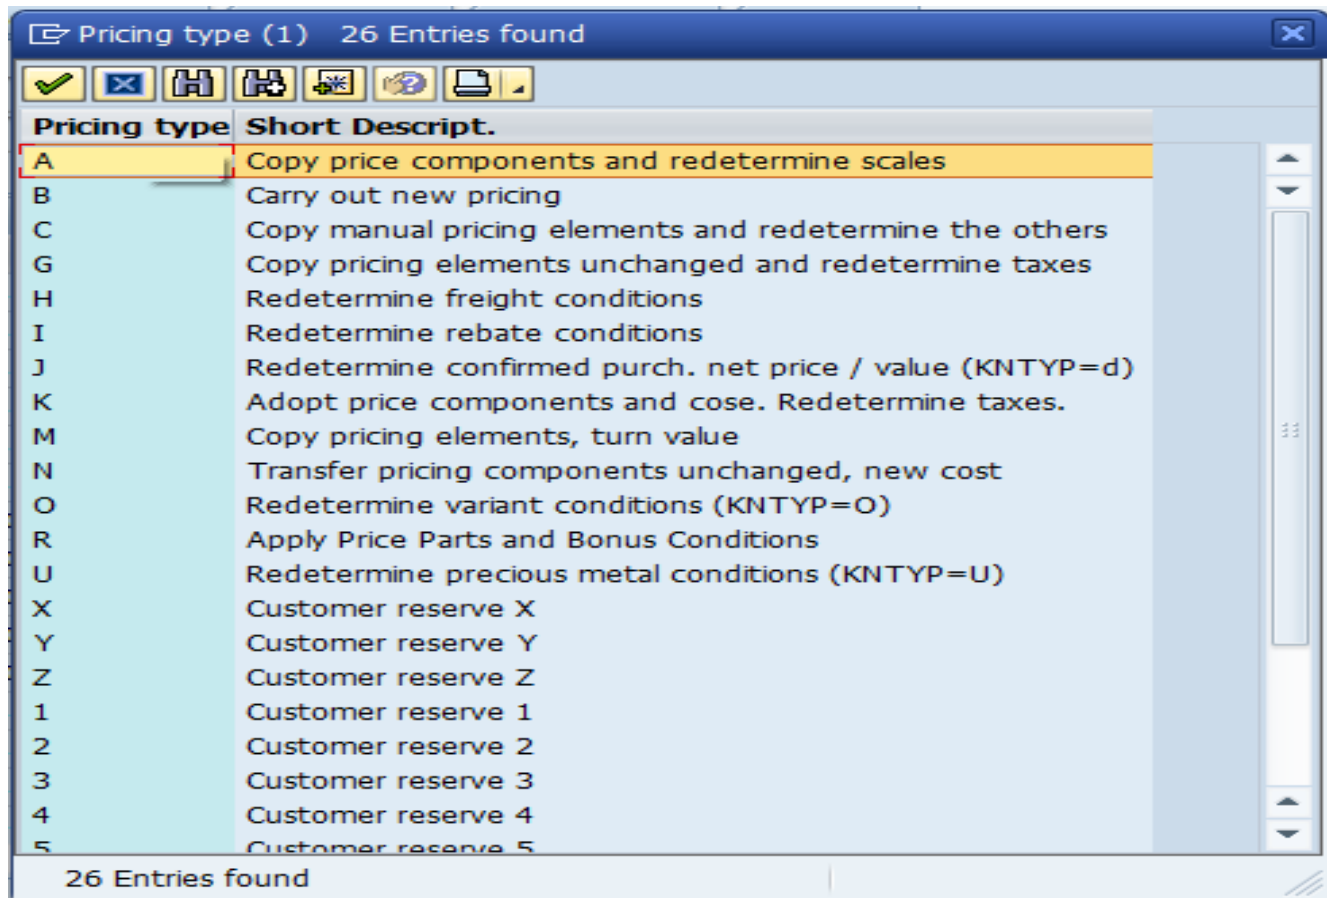 Pricing type (1) 26 Entries found
Pricing type Short Descript.
A Copy price components and redetermine scales
B Carry out new pricing
C Copy manual pricing elements and redetermine the others
G Copy pricing elements unchanged and redetermine taxes
H Redetermine freight conditions
I Redetermine rebate conditions
J Redetermine confirmed purch. net price / value (KNTYP=d)
K Adopt price components and cose. Redetermine taxes.
M Copy pricing elements, turn value
N Transfer pricing components unchanged, new cost
O Redetermine variant conditions (KNTYP=O)
R Apply Price Parts and Bonus Conditions
U Redetermine precious metal conditions (KNTYP=U)
X Customer reserve X
Y Customer reserve Y
Z Customer reserve Z
1 Customer reserve 1
2 Customer reserve 2
3 Customer reserve 3
4 Customer reserve 4
5 Customer reserve 5
26 Entries found